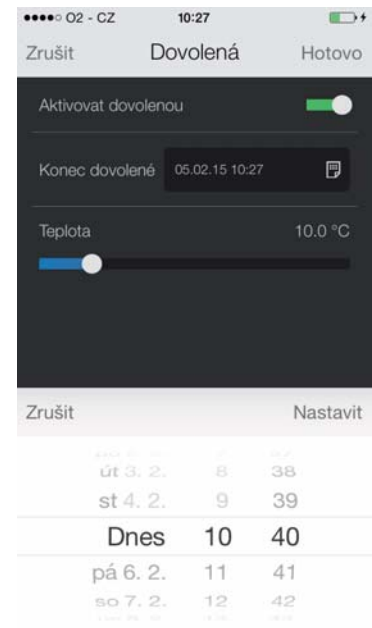 O2 - CZ 10:27
Zrušit Dovolená Hotovo
Aktivovat dovolenou
Konec dovolené 05.02.15 10:27
Teplota 10.0 °C
Zrušit Nastavit
út 3. 2. 8 38
st 4. 2. 9 39
Dnes 10 40
pá 6. 2. 11 41
so 7. 2. 12 42